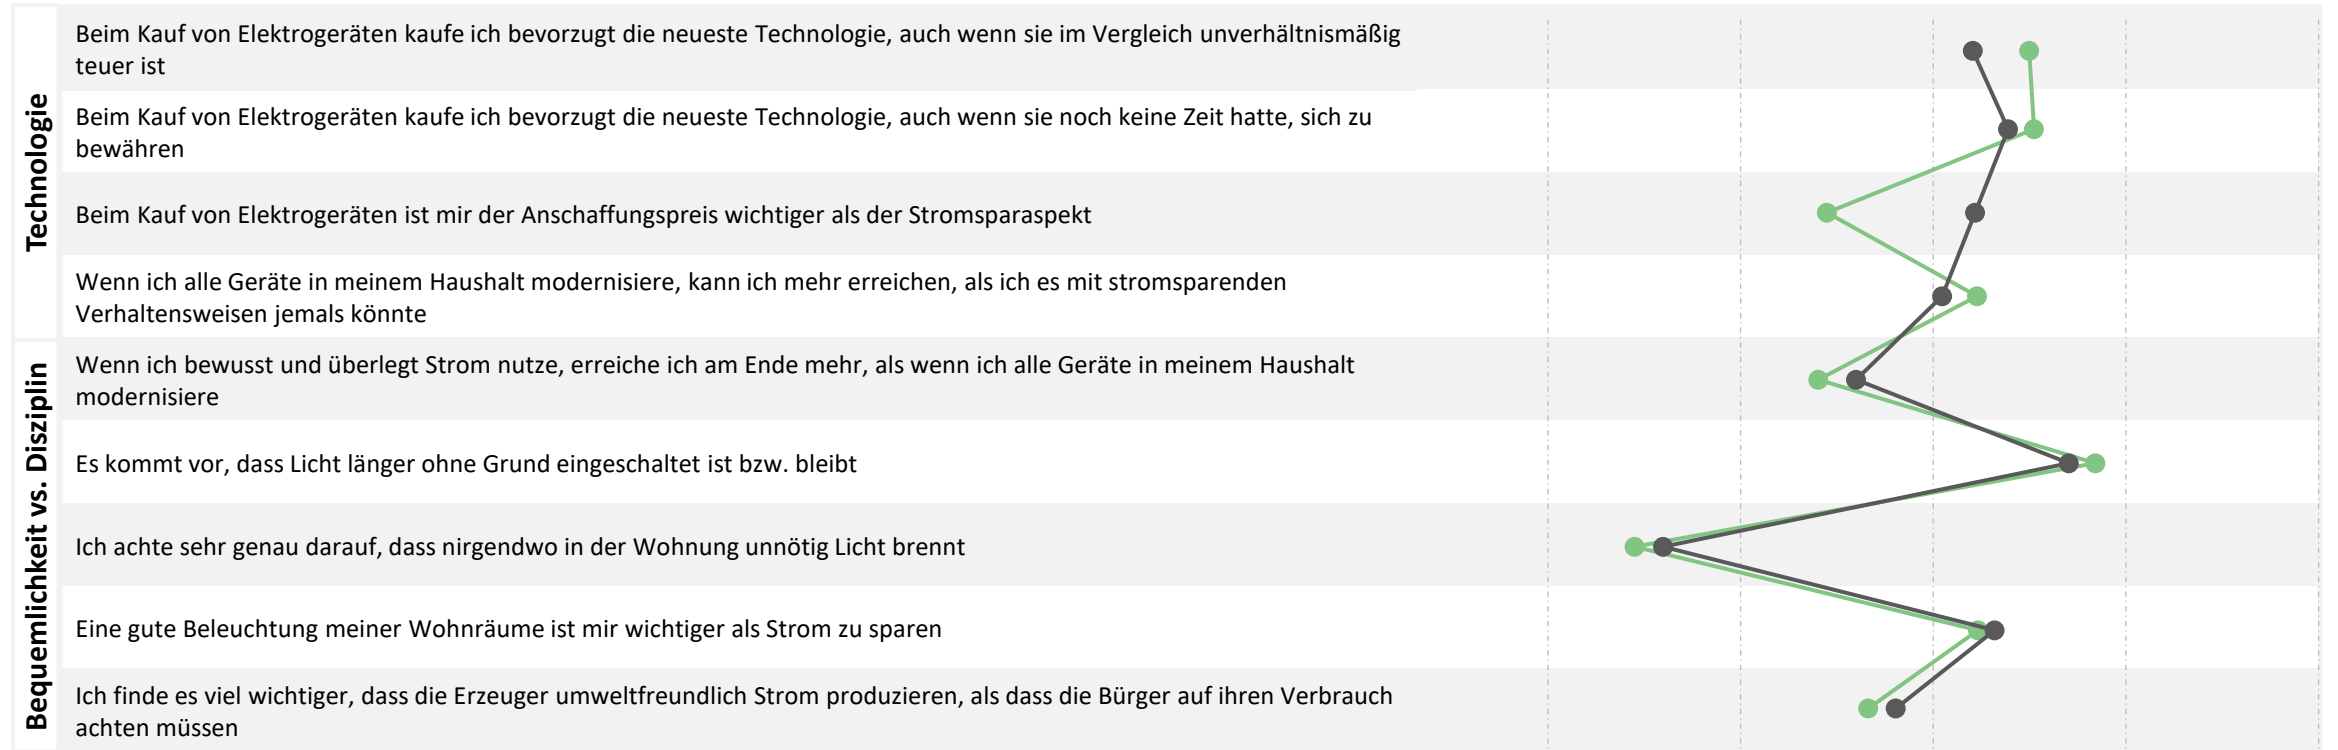 Technologie
Beim Kauf von Elektrogeräten kaufe ich bevorzugt die neueste Technologie, auch wenn sie im Vergleich unverhältnismäßig
teuer ist
Beim Kauf von Elektrogeräten kaufe ich bevorzugt die neueste Technologie, auch wenn sie noch keine Zeit hatte, sich zu
bewähren
Beim Kauf von Elektrogeräten ist mir der Anschaffungspreis wichtiger als der Stromsparaspekt
Wenn ich alle Geräte in meinem Haushalt modernisiere, kann ich mehr erreichen, als ich es mit stromsparenden
Verhaltensweisen jemals könnte
Bequemlichkeit vs. Disziplin
Wenn ich bewusst und überlegt Strom nutze, erreiche ich am Ende mehr, als wenn ich alle Geräte in meinem Haushalt
modernisiere
Es kommt vor, dass Licht länger ohne Grund eingeschaltet ist bzw. bleibt
Ich achte sehr genau darauf, dass nirgendwo in der Wohnung unnötig Licht brennt
Eine gute Beleuchtung meiner Wohnräume ist mir wichtiger als Strom zu sparen
Ich finde es viel wichtiger, dass die Erzeuger umweltfreundlich Strom produzieren, als dass die Bürger auf ihren Verbrauch
achten müssen